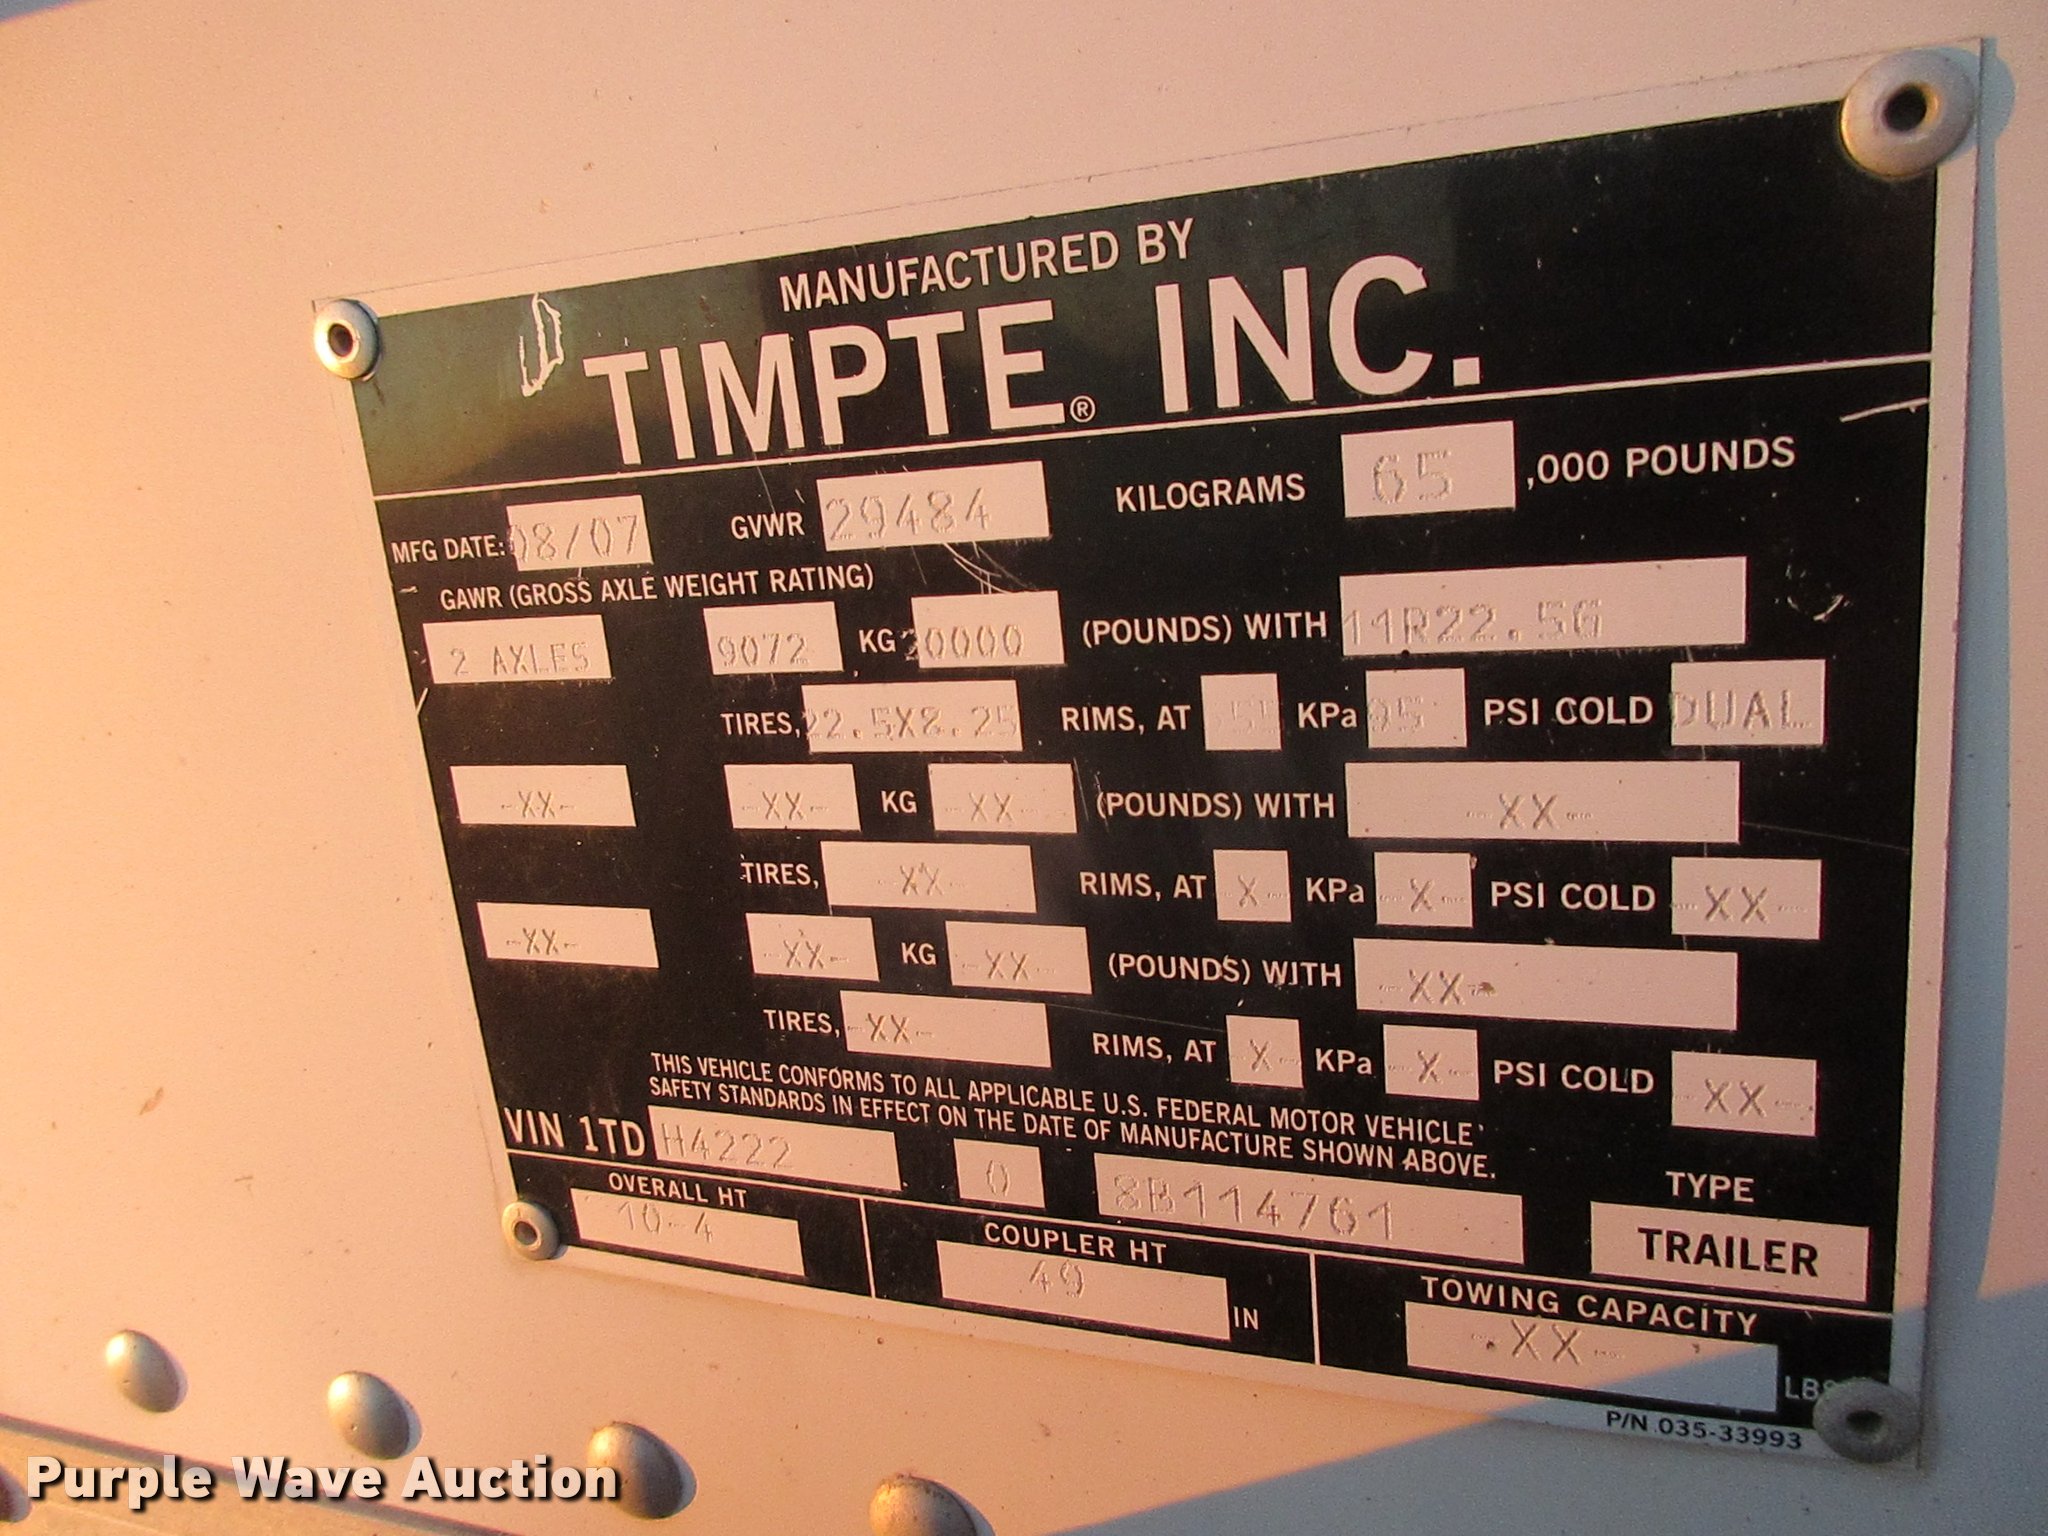 MANUFACTURED BY
TIMPTE® INC.
MFG DATE: 08/07 GVWR 29484 KILOGRAMS 65 ,000 POUNDS
GAWR (GROSS AXLE WEIGHT RATING)
2 AXLES 9072 KG 20000 (POUNDS) WITH 11R22.5G
TIRES, 22.5X8.25 RIMS, AT KPa PSI COLD DUAL
-XX- -XX- KG -XX- (POUNDS) WITH -XX-
TIRES, -XX- RIMS, AT -X- KPa -X- PSI COLD -XX-
-XX- -XX- KG -XX- (POUNDS) WITH -XX-
TIRES, -XX- RIMS, AT -X- KPa -X- PSI COLD -XX-
THIS VEHICLE CONFORMS TO ALL APPLICABLE U.S. FEDERAL MOTOR VEHICLE
SAFETY STANDARDS IN EFFECT ON THE DATE OF MANUFACTURE SHOWN ABOVE.
VIN 1TD H4222 0 8B114761 TYPE TRAILER
OVERALL HT 10-4
COUPLER HT 49 IN
TOWING CAPACITY -XX-
P/N 035-33993
Purple Wave Auction